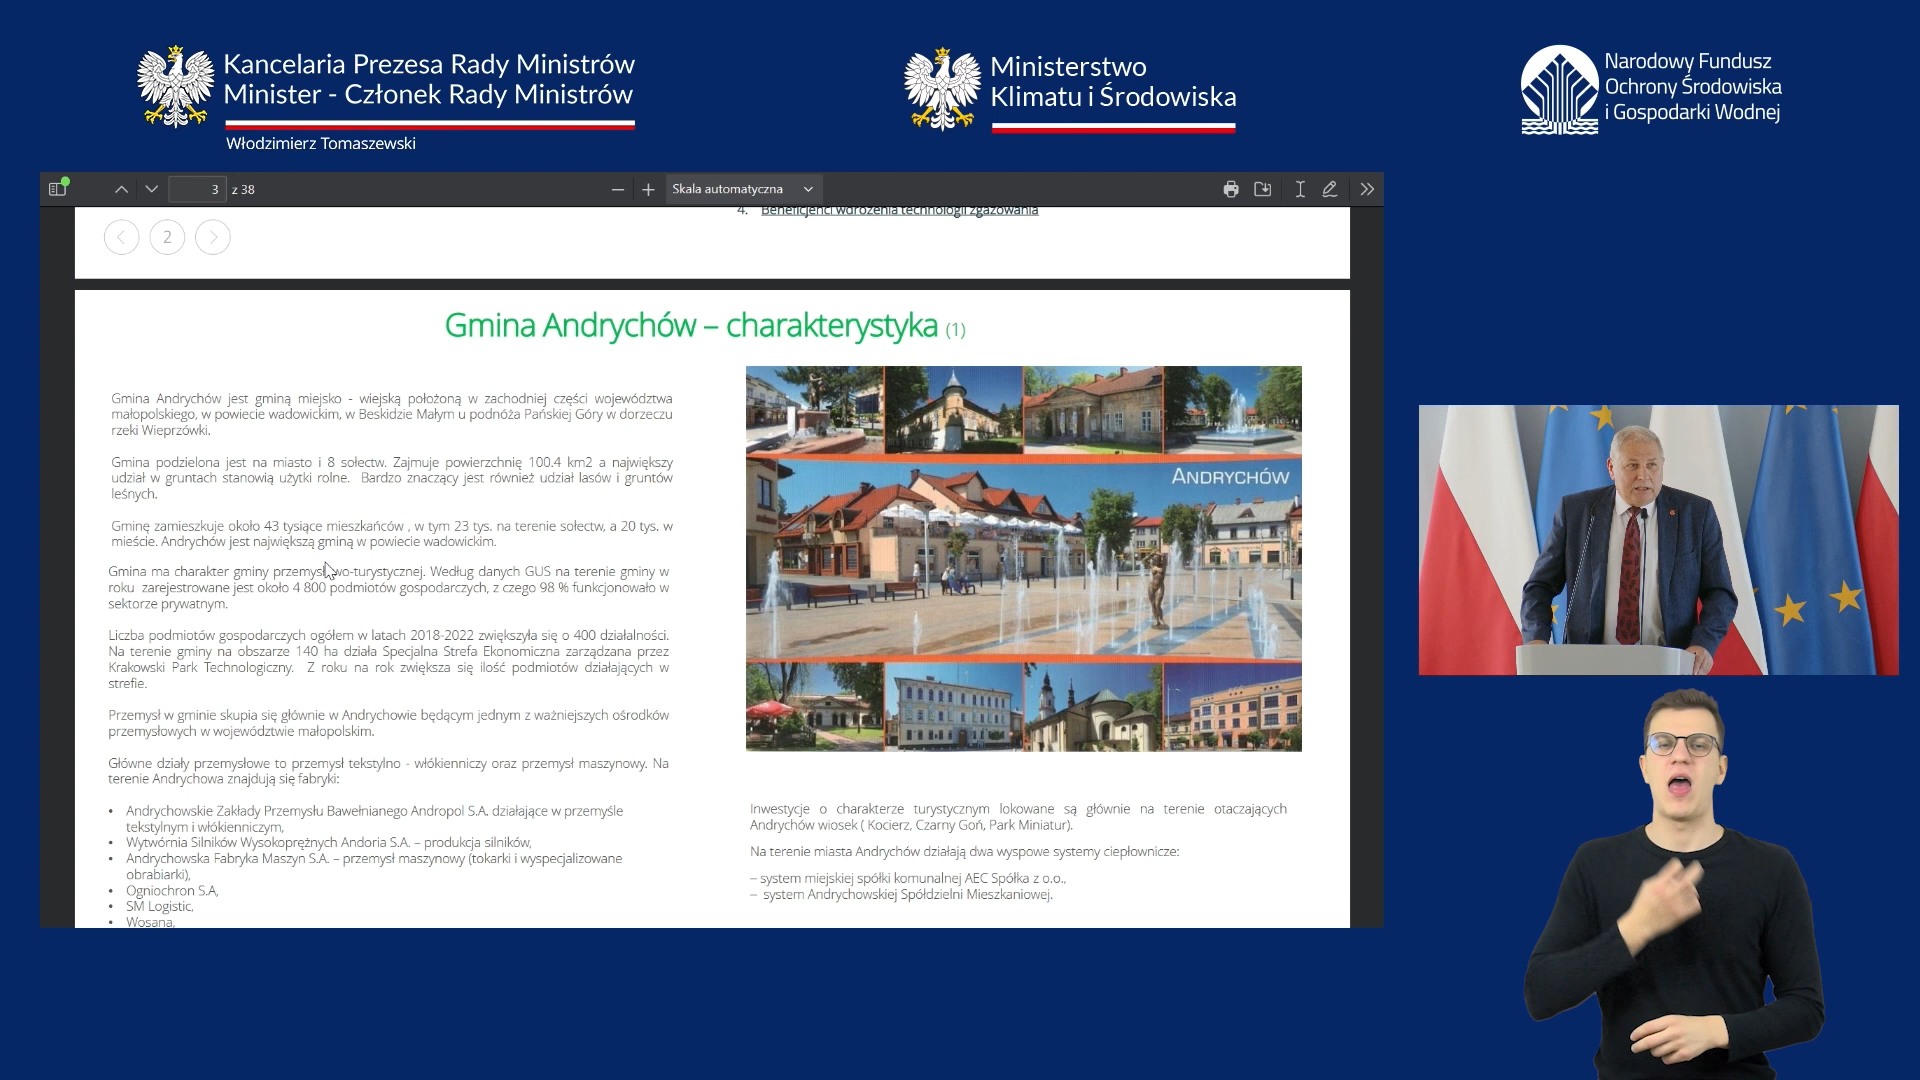 Kancelaria Prezesa Rady Ministrów
Minister - Członek Rady Ministrów
Włodzimierz Tomaszewski
Ministerstwo
Klimatu i Środowiska
Narodowy Fundusz
Ochrony Środowiska
i Gospodarki Wodnej
3 z 38
Skala automatyczna
4. Beneficjenci wdrożenia technologii zgazowania
2
Gmina Andrychów – charakterystyka (1)
Gmina Andrychów jest gminą miejsko - wiejską położoną w zachodniej części województwa
małopolskiego, w powiecie wadowickim, w Beskidzie Małym u podnóża Pańskiej Góry w dorzeczu
rzeki Wieprzówki.
Gmina podzielona jest na miasto i 8 sołectw. Zajmuje powierzchnię 100.4 km2 a największy
udział w gruntach stanowią użytki rolne. Bardzo znaczący jest również udział lasów i gruntów
leśnych.
Gminę zamieszkuje około 43 tysiące mieszkańców , w tym 23 tys. na terenie sołectw, a 20 tys. w
mieście. Andrychów jest największą gminą w powiecie wadowickim.
Gmina ma charakter gminy przemysłowo-turystycznej. Według danych GUS na terenie gminy w
roku zarejestrowane jest około 4 800 podmiotów gospodarczych, z czego 98 % funkcjonowało w
sektorze prywatnym.
Liczba podmiotów gospodarczych ogółem w latach 2018-2022 zwiększyła się o 400 działalności.
Na terenie gminy na obszarze 140 ha działa Specjalna Strefa Ekonomiczna zarządzana przez
Krakowski Park Technologiczny. Z roku na rok zwiększa się ilość podmiotów działających w
strefie.
Przemysł w gminie skupia się głównie w Andrychowie będącym jednym z ważniejszych ośrodków
przemysłowych w województwie małopolskim.
Główne działy przemysłowe to przemysł tekstylno - włókienniczy oraz przemysł maszynowy. Na
terenie Andrychowa znajdują się fabryki:
• Andrychowskie Zakłady Przemysłu Bawełnianego Andropol S.A. działające w przemyśle
tekstylnym i włókienniczym,
• Wytwórnia Silników Wysokoprężnych Andoria S.A. – produkcja silników,
• Andrychowska Fabryka Maszyn S.A. – przemysł maszynowy (tokarki i wyspecjalizowane
obrabiarki),
• Ogniochron S.A,
• SM Logistic,
• Wosana,
ANDRYCHÓW
Inwestycje o charakterze turystycznym lokowane są głównie na terenie otaczających
Andrychów wiosek ( Kocierz, Czarny Goń, Park Miniatur).
Na terenie miasta Andrychów działają dwa wyspowe systemy ciepłownicze:
– system miejskiej spółki komunalnej AEC Spółka z o.o.,
– system Andrychowskiej Spółdzielni Mieszkaniowej.